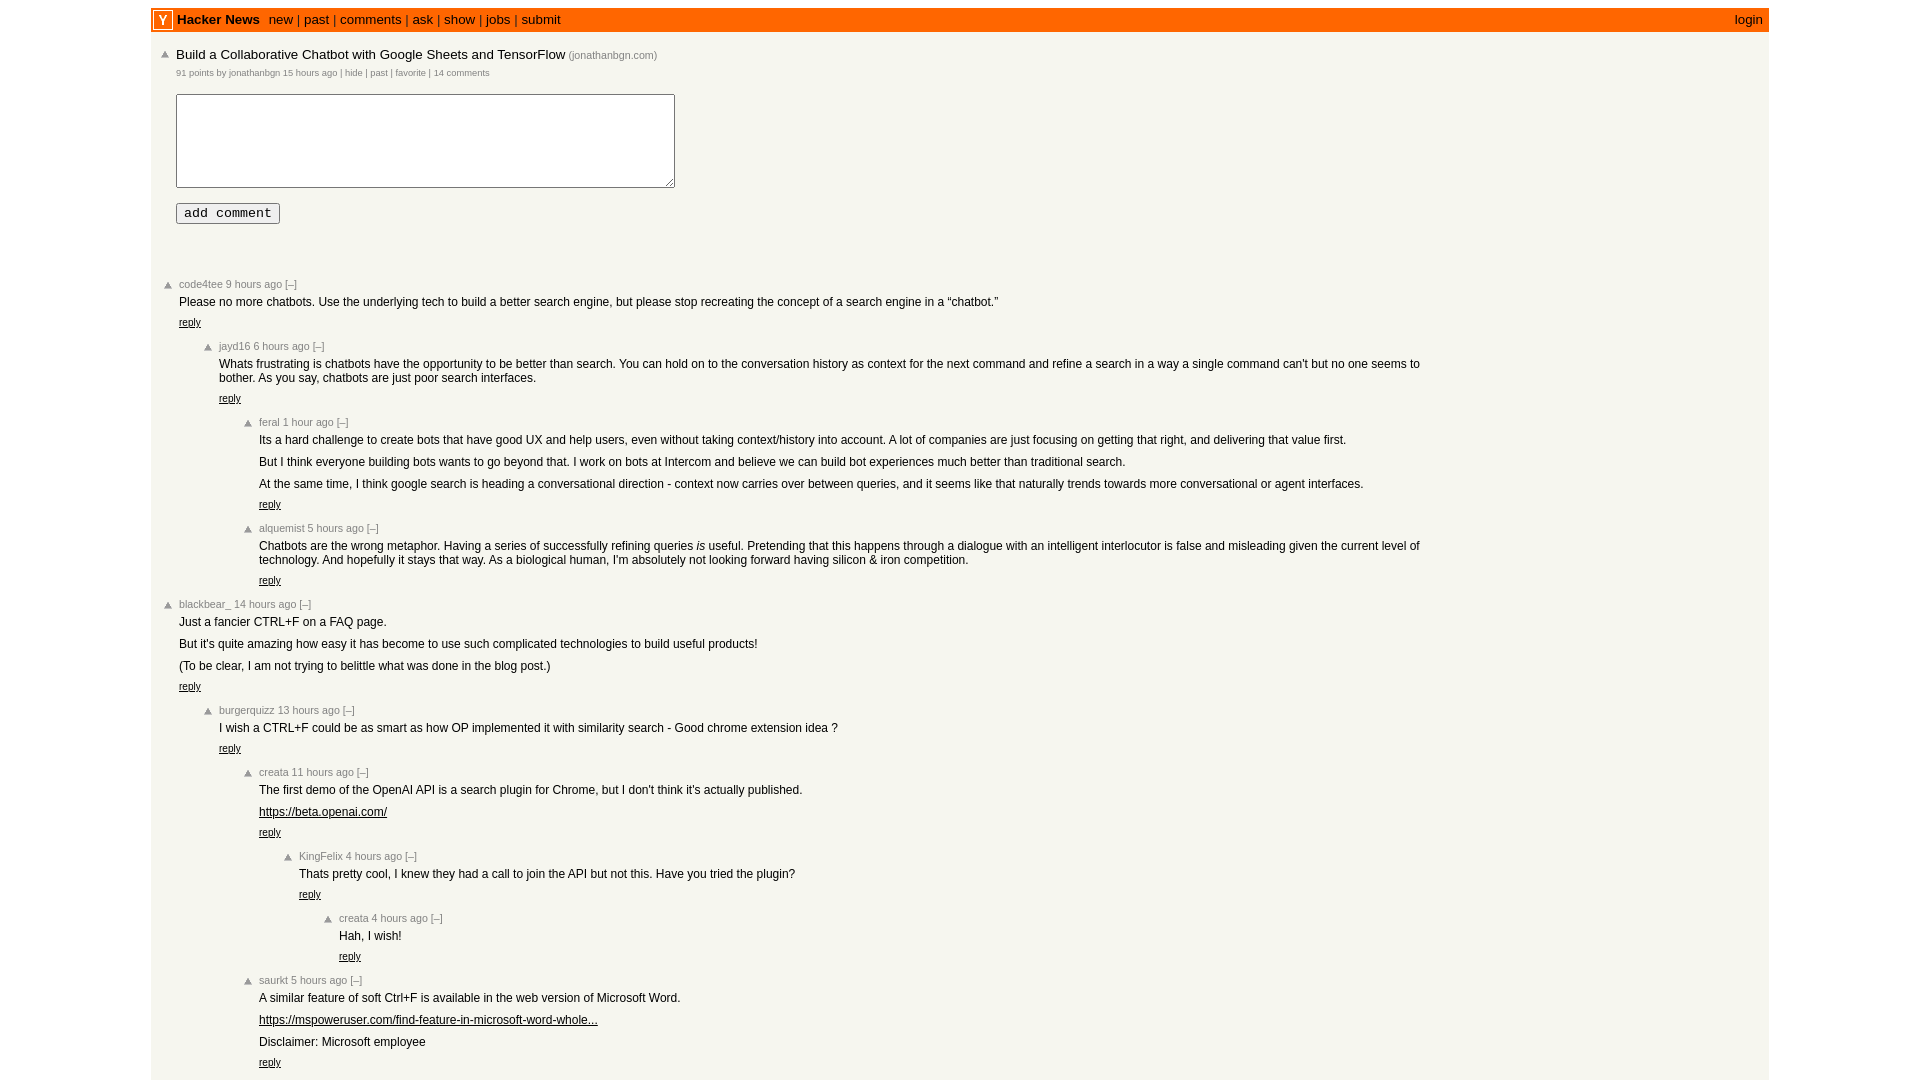 Y Hacker News new | past | comments | ask | show | jobs | submit login
Build a Collaborative Chatbot with Google Sheets and TensorFlow (jonathanbgn.com)
91 points by jonathanbgn 15 hours ago | hide | past | favorite | 14 comments
add comment
code4tee 9 hours ago [–]
Please no more chatbots. Use the underlying tech to build a better search engine, but please stop recreating the concept of a search engine in a “chatbot.”
reply
jayd16 6 hours ago [–]
Whats frustrating is chatbots have the opportunity to be better than search. You can hold on to the conversation history as context for the next command and refine a search in a way a single command can't but no one seems to
bother. As you say, chatbots are just poor search interfaces.
reply
feral 1 hour ago [–]
Its a hard challenge to create bots that have good UX and help users, even without taking context/history into account. A lot of companies are just focusing on getting that right, and delivering that value first.
But I think everyone building bots wants to go beyond that. I work on bots at Intercom and believe we can build bot experiences much better than traditional search.
At the same time, I think google search is heading a conversational direction - context now carries over between queries, and it seems like that naturally trends towards more conversational or agent interfaces.
reply
alquemist 5 hours ago [–]
Chatbots are the wrong metaphor. Having a series of successfully refining queries is useful. Pretending that this happens through a dialogue with an intelligent interlocutor is false and misleading given the current level of
technology. And hopefully it stays that way. As a biological human, I'm absolutely not looking forward having silicon & iron competition.
reply
blackbear_ 14 hours ago [–]
Just a fancier CTRL+F on a FAQ page.
But it's quite amazing how easy it has become to use such complicated technologies to build useful products!
(To be clear, I am not trying to belittle what was done in the blog post.)
reply
burgerquizz 13 hours ago [–]
I wish a CTRL+F could be as smart as how OP implemented it with similarity search - Good chrome extension idea ?
reply
creata 11 hours ago [–]
The first demo of the OpenAI API is a search plugin for Chrome, but I don't think it's actually published.
https://beta.openai.com/
reply
KingFelix 4 hours ago [–]
Thats pretty cool, I knew they had a call to join the API but not this. Have you tried the plugin?
reply
creata 4 hours ago [–]
Hah, I wish!
reply
saurkt 5 hours ago [–]
A similar feature of soft Ctrl+F is available in the web version of Microsoft Word.
https://mspoweruser.com/find-feature-in-microsoft-word-whole...
Disclaimer: Microsoft employee
reply